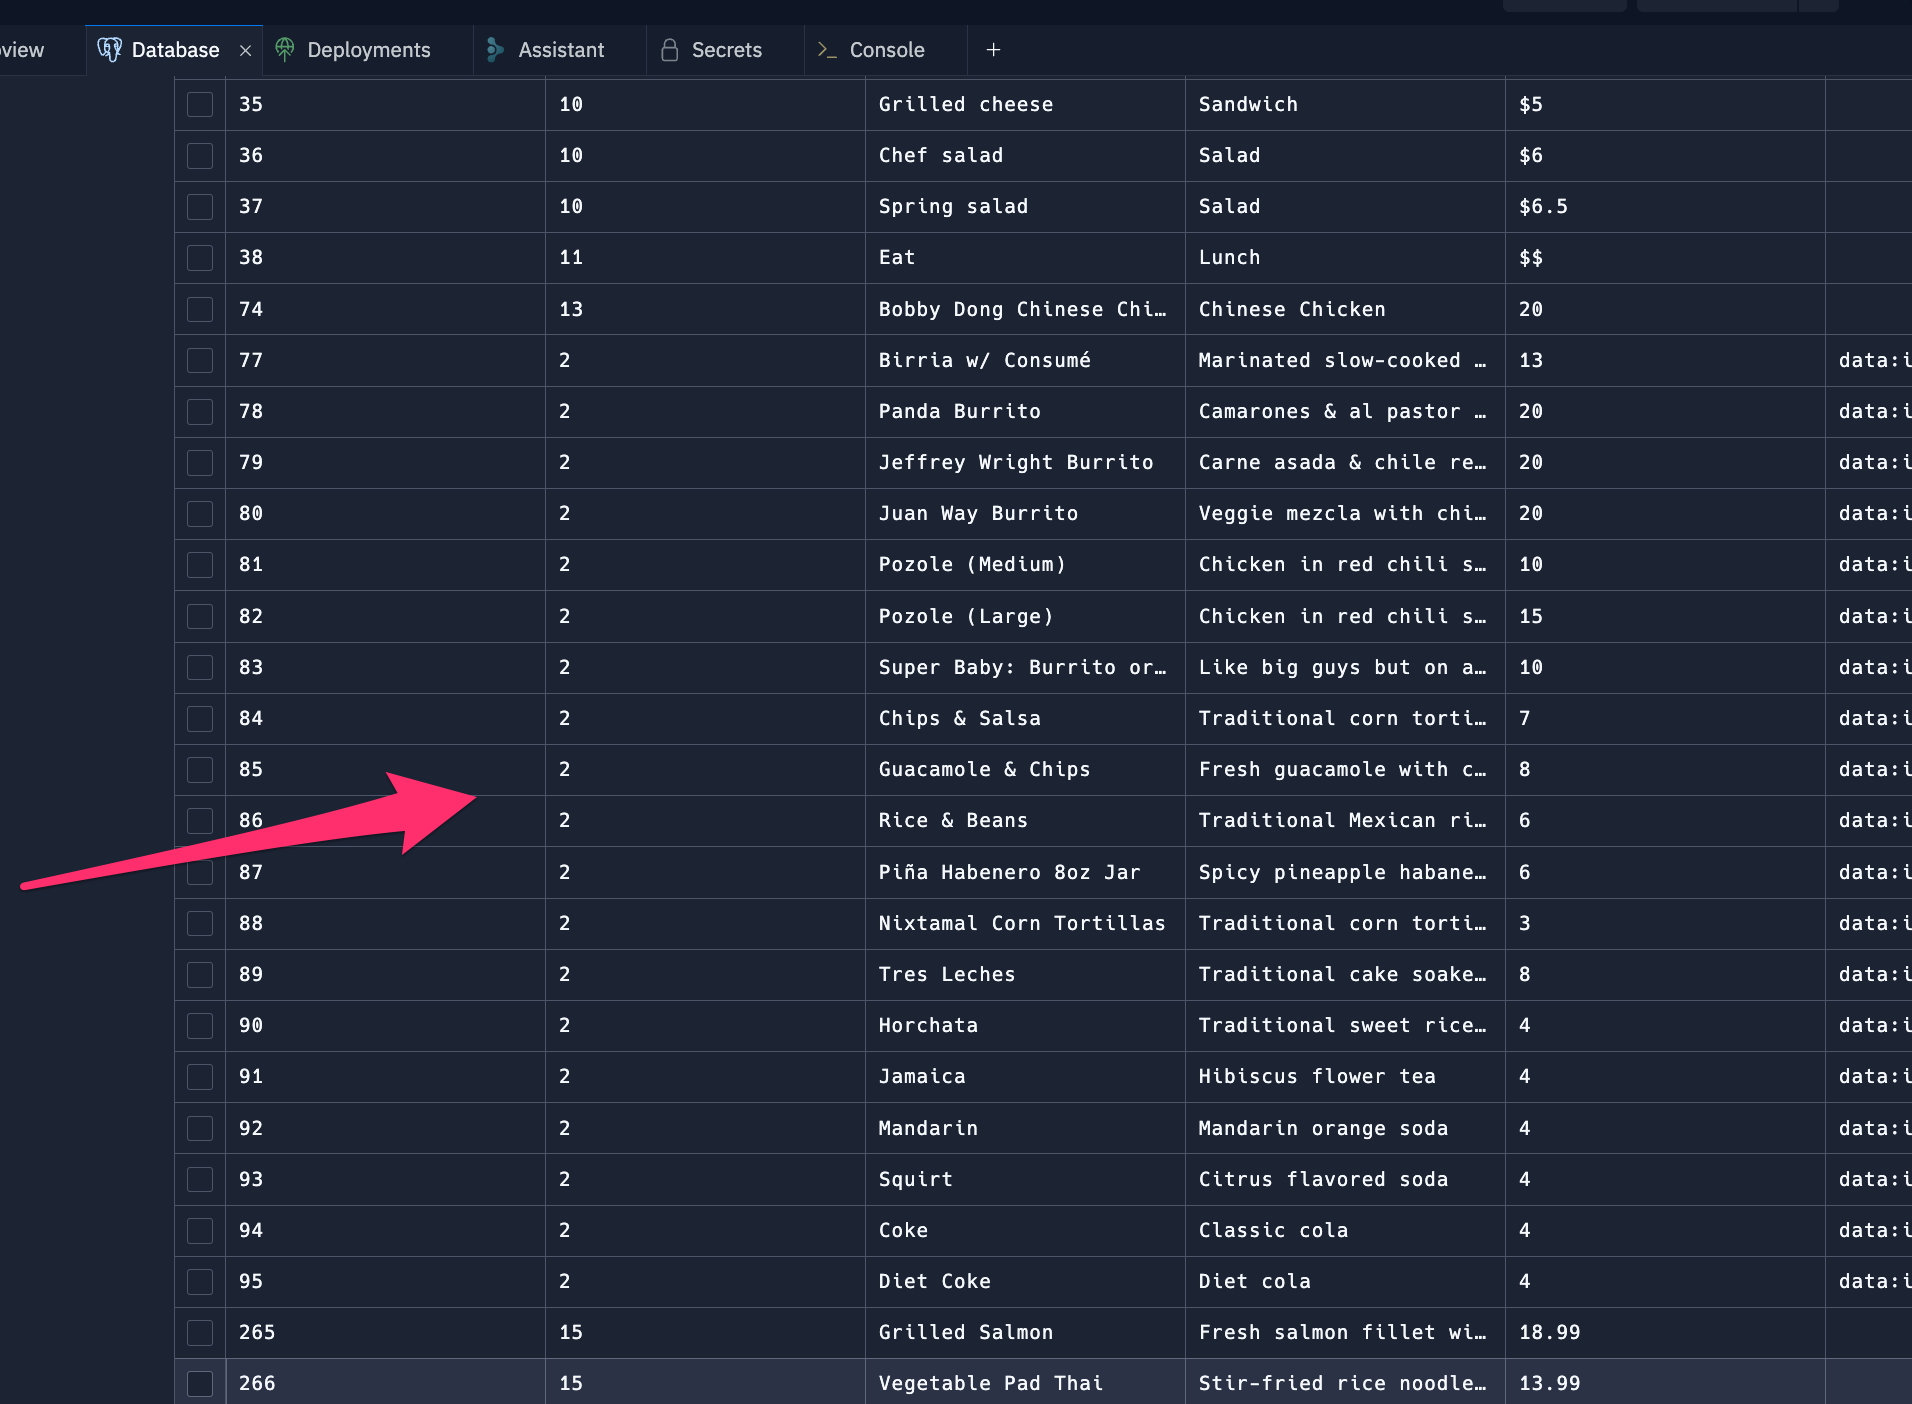 view Database × Deployments Assistant Secrets >_ Console +
35 10 Grilled cheese Sandwich $5
36 10 Chef salad Salad $6
37 10 Spring salad Salad $6.5
38 11 Eat Lunch $$
74 13 Bobby Dong Chinese Chi… Chinese Chicken 20
77 2 Birria w/ Consumé Marinated slow-cooked … 13 data:i
78 2 Panda Burrito Camarones & al pastor … 20 data:i
79 2 Jeffrey Wright Burrito Carne asada & chile re… 20 data:i
80 2 Juan Way Burrito Veggie mezcla with chi… 20 data:i
81 2 Pozole (Medium) Chicken in red chili s… 10 data:i
82 2 Pozole (Large) Chicken in red chili s… 15 data:i
83 2 Super Baby: Burrito or… Like big guys but on a… 10 data:i
84 2 Chips & Salsa Traditional corn torti… 7 data:i
85 2 Guacamole & Chips Fresh guacamole with c… 8 data:i
86 2 Rice & Beans Traditional Mexican ri… 6 data:i
87 2 Piña Habenero 8oz Jar Spicy pineapple habane… 6 data:i
88 2 Nixtamal Corn Tortillas Traditional corn torti… 3 data:i
89 2 Tres Leches Traditional cake soake… 8 data:i
90 2 Horchata Traditional sweet rice… 4 data:i
91 2 Jamaica Hibiscus flower tea 4 data:i
92 2 Mandarin Mandarin orange soda 4 data:i
93 2 Squirt Citrus flavored soda 4 data:i
94 2 Coke Classic cola 4 data:i
95 2 Diet Coke Diet cola 4 data:i
265 15 Grilled Salmon Fresh salmon fillet wi… 18.99
266 15 Vegetable Pad Thai Stir-fried rice noodle… 13.99